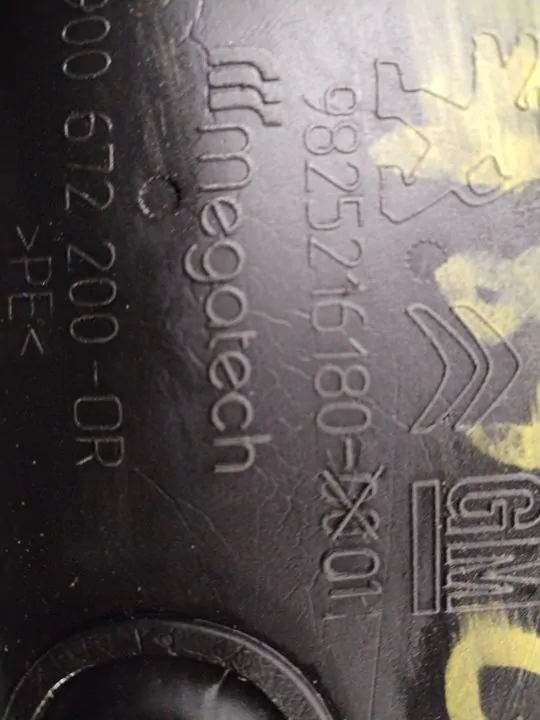 GM
9825216180-01
megatech
900 672 200-0R
>PE<